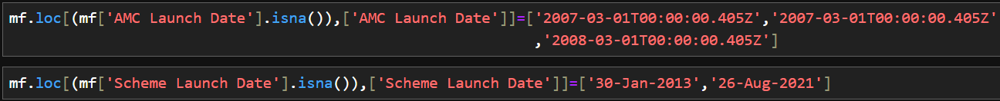 mf.loc[(mf['AMC Launch Date'].isna()),['AMC Launch Date']]=['2007-03-01T00:00:00.405Z','2007-03-01T00:00:00.405Z'
,'2008-03-01T00:00:00.405Z']
mf.loc[(mf['Scheme Launch Date'].isna()),['Scheme Launch Date']]=['30-Jan-2013','26-Aug-2021']